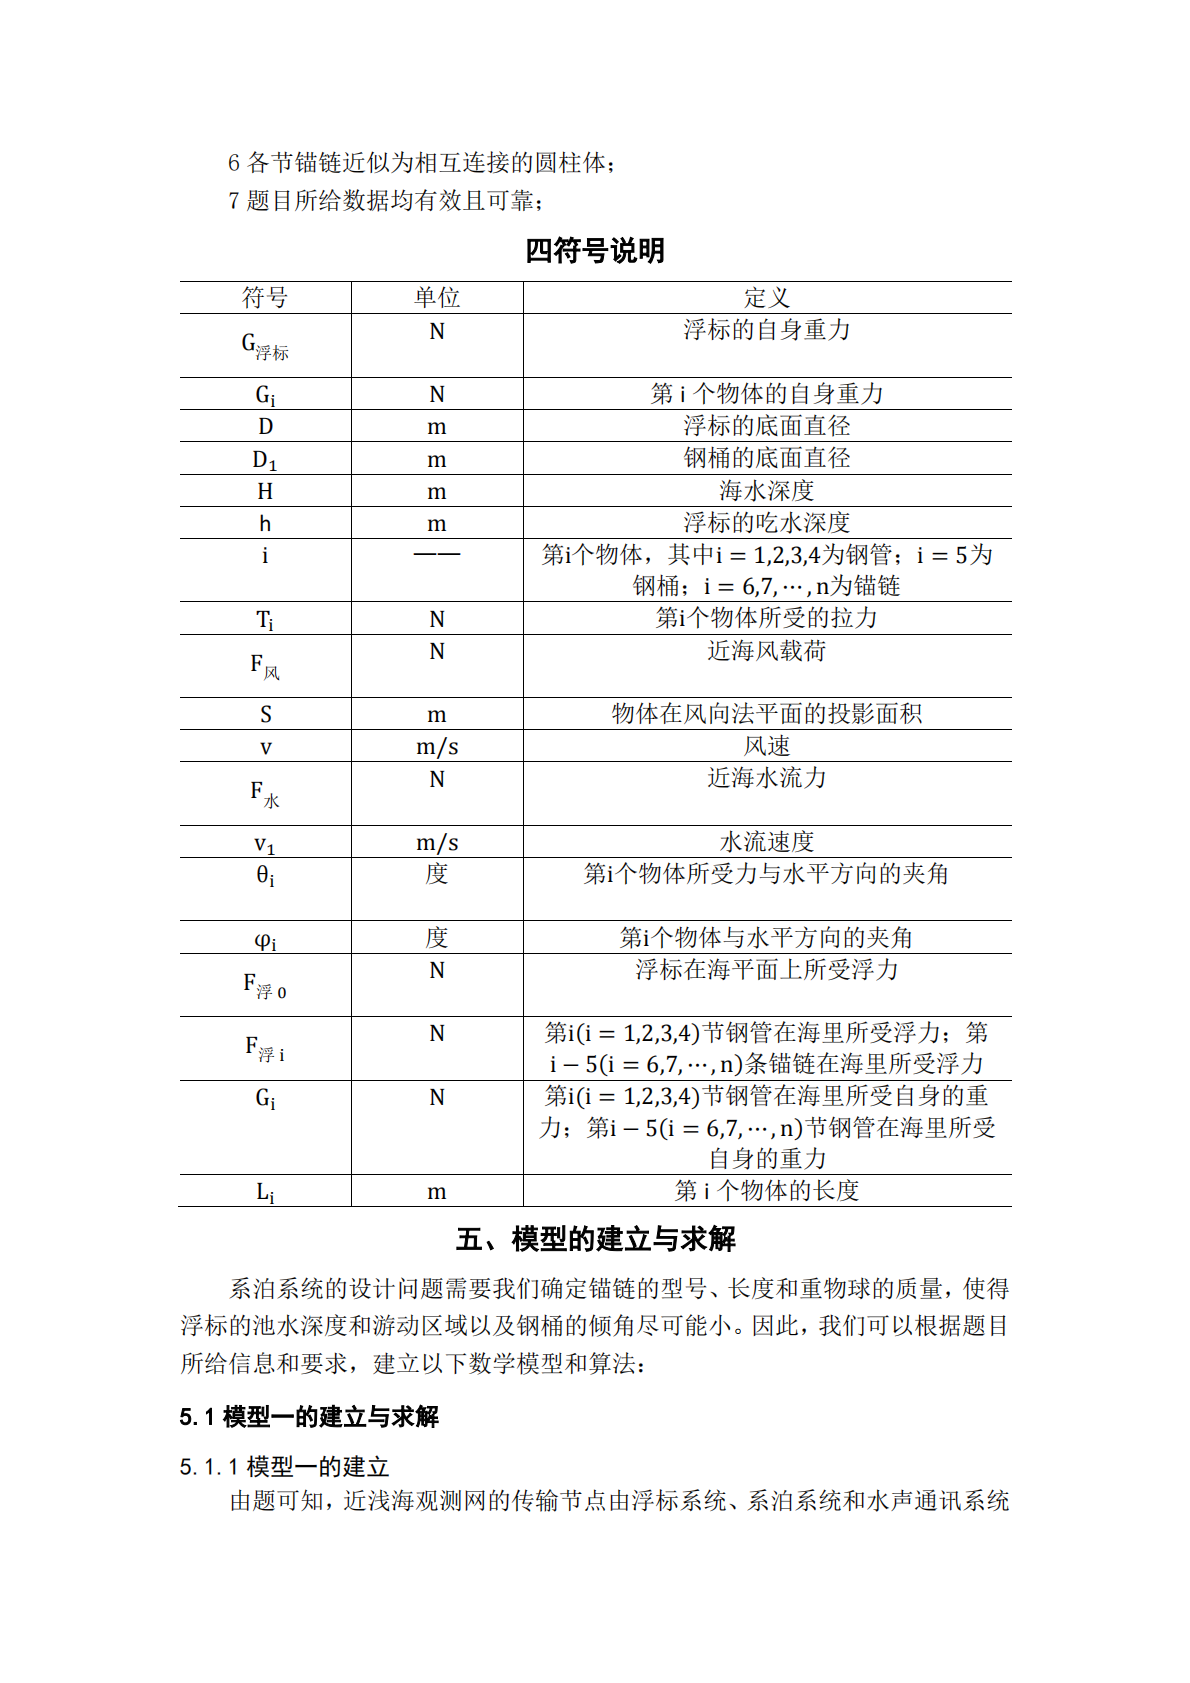 6 各节锚链近似为相互连接的圆柱体；
7 题目所给数据均有效且可靠；
四符号说明
符号 单位 定义
G浮标 N 浮标的自身重力
Gi N 第 i 个物体的自身重力
D m 浮标的底面直径
D1 m 钢桶的底面直径
H m 海水深度
h m 浮标的吃水深度
i —— 第i个物体，其中i = 1,2,3,4为钢管；i = 5为
钢桶；i = 6,7,⋯,n为锚链
Ti N 第i个物体所受的拉力
F风 N 近海风载荷
S m 物体在风向法平面的投影面积
v m/s 风速
F水 N 近海水流力
v1 m/s 水流速度
θi 度 第i个物体所受力与水平方向的夹角
φi 度 第i个物体与水平方向的夹角
F浮 0 N 浮标在海平面上所受浮力
F浮 i N 第i(i = 1,2,3,4)节钢管在海里所受浮力；第
i − 5(i = 6,7,⋯,n)条锚链在海里所受浮力
Gi N 第i(i = 1,2,3,4)节钢管在海里所受自身的重
力；第i − 5(i = 6,7,⋯,n)节钢管在海里所受
自身的重力
Li m 第 i 个物体的长度
五、模型的建立与求解
系泊系统的设计问题需要我们确定锚链的型号、长度和重物球的质量，使得
浮标的池水深度和游动区域以及钢桶的倾角尽可能小。因此，我们可以根据题目
所给信息和要求，建立以下数学模型和算法：
5.1 模型一的建立与求解
5.1.1 模型一的建立
由题可知，近浅海观测网的传输节点由浮标系统、系泊系统和水声通讯系统